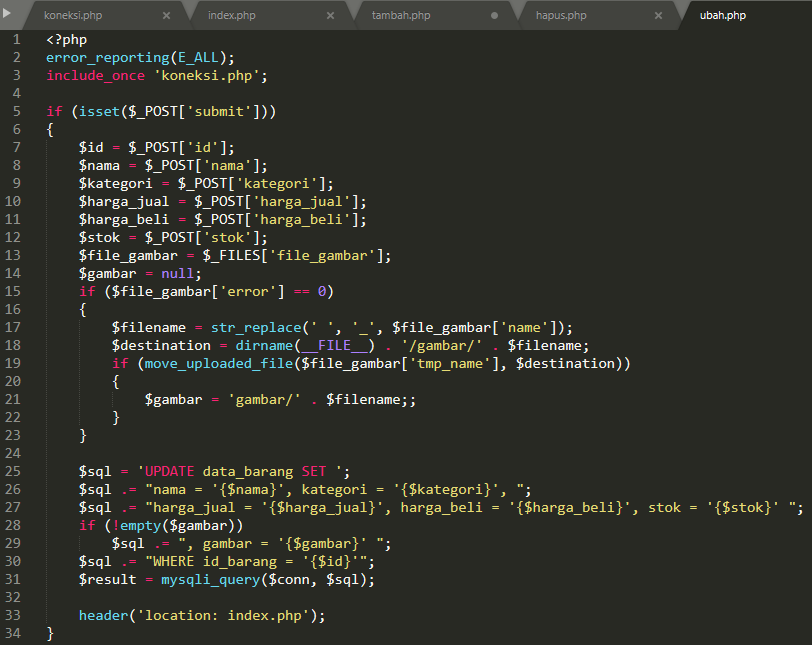 koneksi.php × index.php × tambah.php hapus.php × ubah.php
1 <?php
2 error_reporting(E_ALL);
3 include_once 'koneksi.php';
4
5 if (isset($_POST['submit']))
6 {
7     $id = $_POST['id'];
8     $nama = $_POST['nama'];
9     $kategori = $_POST['kategori'];
10     $harga_jual = $_POST['harga_jual'];
11     $harga_beli = $_POST['harga_beli'];
12     $stok = $_POST['stok'];
13     $file_gambar = $_FILES['file_gambar'];
14     $gambar = null;
15     if ($file_gambar['error'] == 0)
16     {
17         $filename = str_replace(' ', '_', $file_gambar['name']);
18         $destination = dirname(__FILE__) . '/gambar/' . $filename;
19         if (move_uploaded_file($file_gambar['tmp_name'], $destination))
20         {
21             $gambar = 'gambar/' . $filename;;
22         }
23     }
24
25     $sql = 'UPDATE data_barang SET ';
26     $sql .= "nama = '{$nama}', kategori = '{$kategori}', ";
27     $sql .= "harga_jual = '{$harga_jual}', harga_beli = '{$harga_beli}', stok = '{$stok}' ";
28     if (!empty($gambar))
29         $sql .= ", gambar = '{$gambar}' ";
30     $sql .= "WHERE id_barang = '{$id}'";
31     $result = mysqli_query($conn, $sql);
32
33     header('location: index.php');
34 }